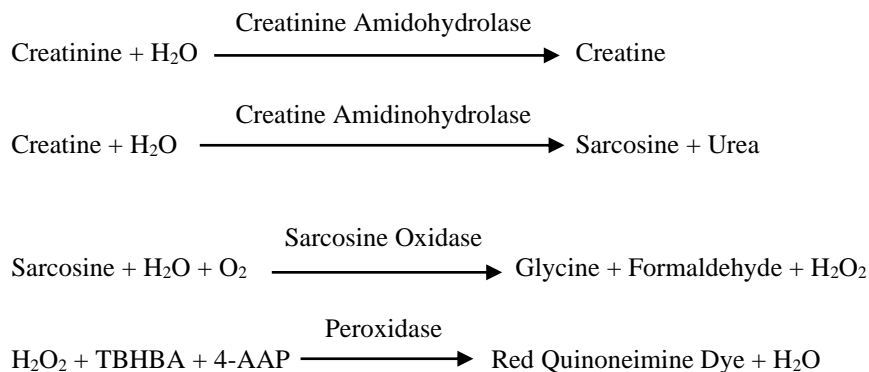 Creatinine Amidohydrolase
Creatinine + H₂O Creatine
Creatine Amidinohydrolase
Creatine + H₂O Sarcosine + Urea
Sarcosine Oxidase
Sarcosine + H₂O + O₂ Glycine + Formaldehyde + H₂O₂
Peroxidase
H₂O₂ + TBHBA + 4-AAP Red Quinoneimine Dye + H₂O